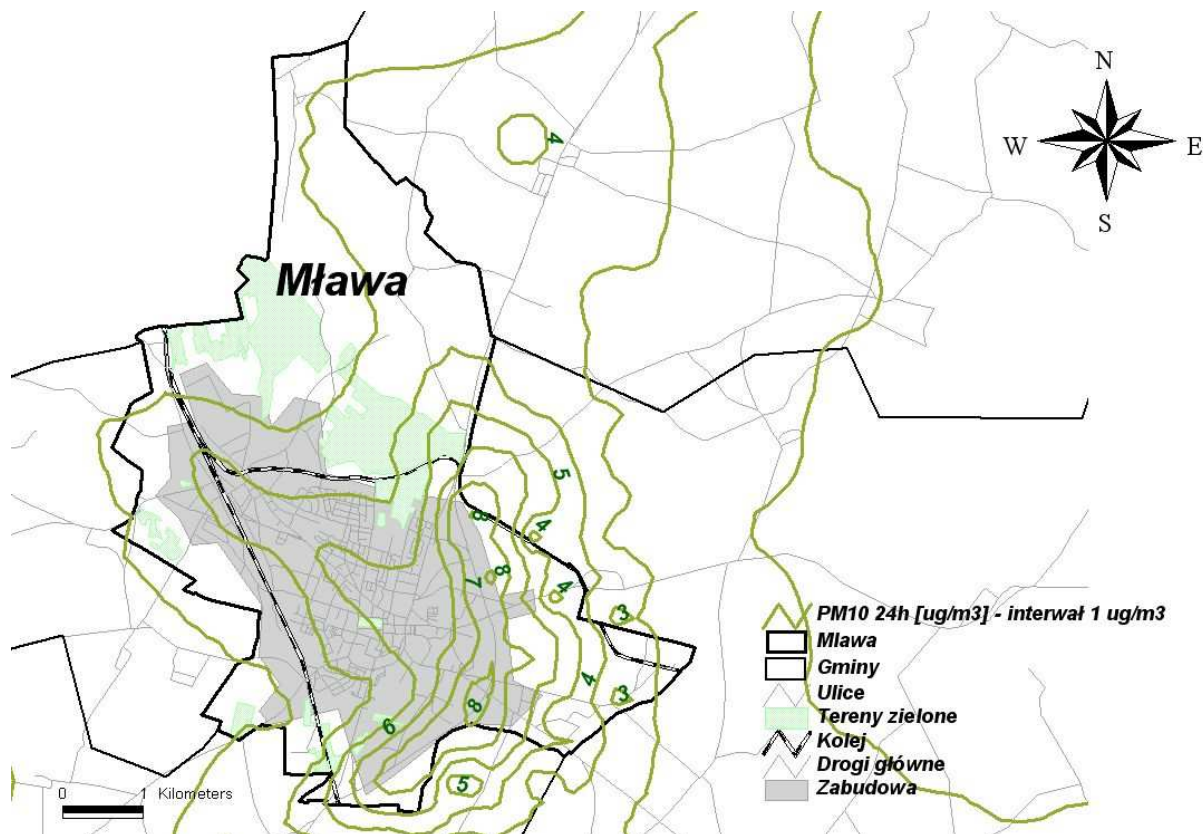 N
4
W
E
S
Mława
5
4
8
8
7
4
3
PM10 24h [ug/m3] - interwał 1 ug/m3
Mlawa
Gminy
4
3
Ulice
8
6
Tereny zielone
Kolej
Drogi główne
5
Zabudowa
0 1 Kilometers